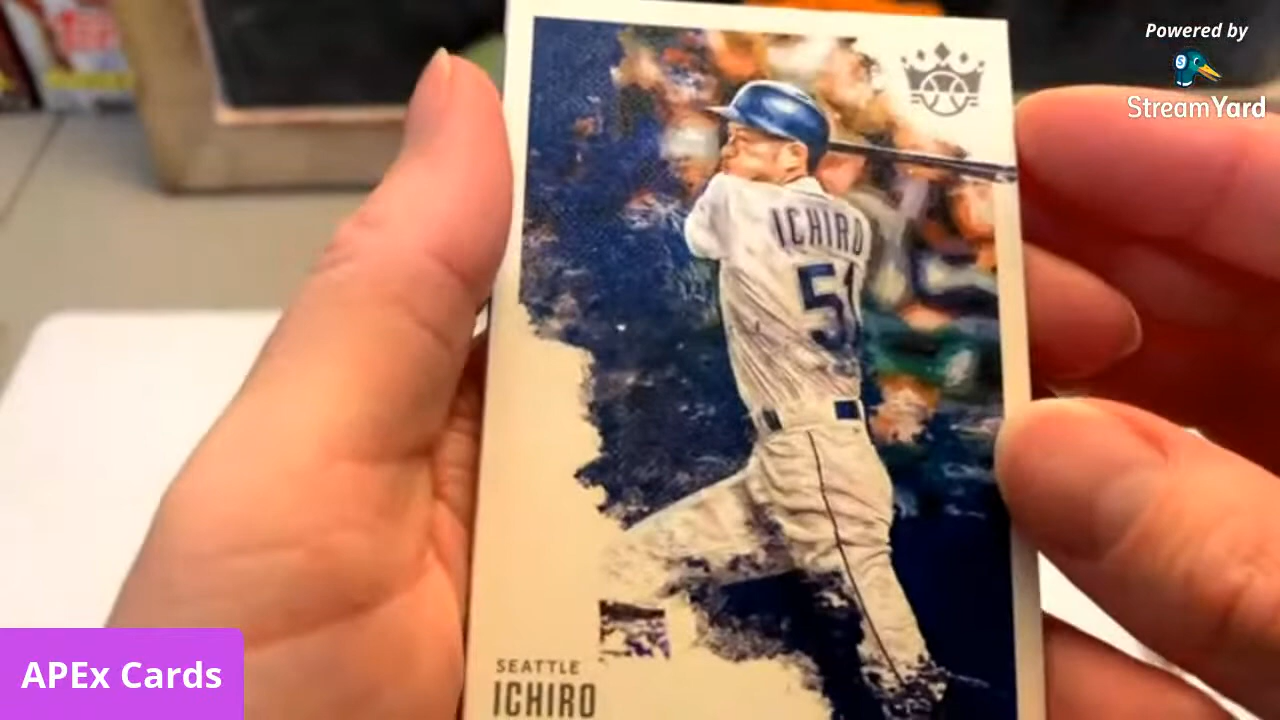 Powered by
StreamYard
ICHIRO
51
SEATTLE
ICHIRO
APEx Cards